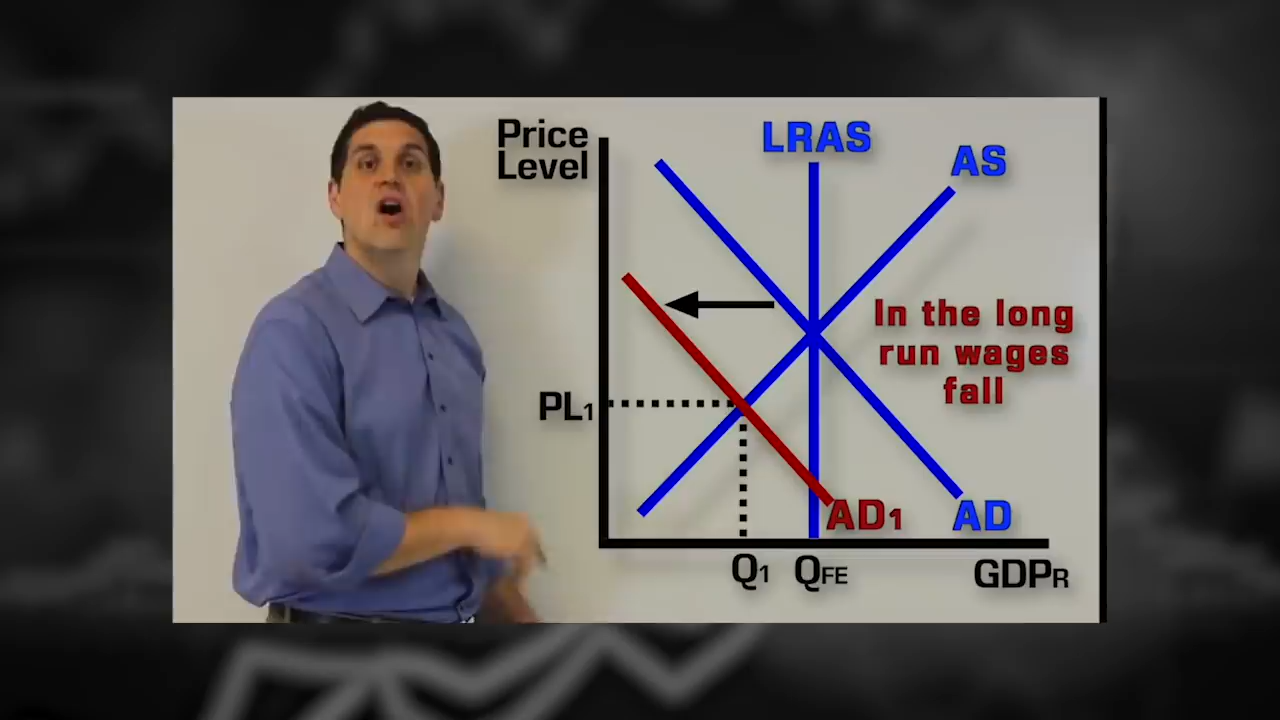 Price
Level
LRAS
AS
In the long
run wages
fall
PL1
AD1
AD
Q1
QFE
GDPR